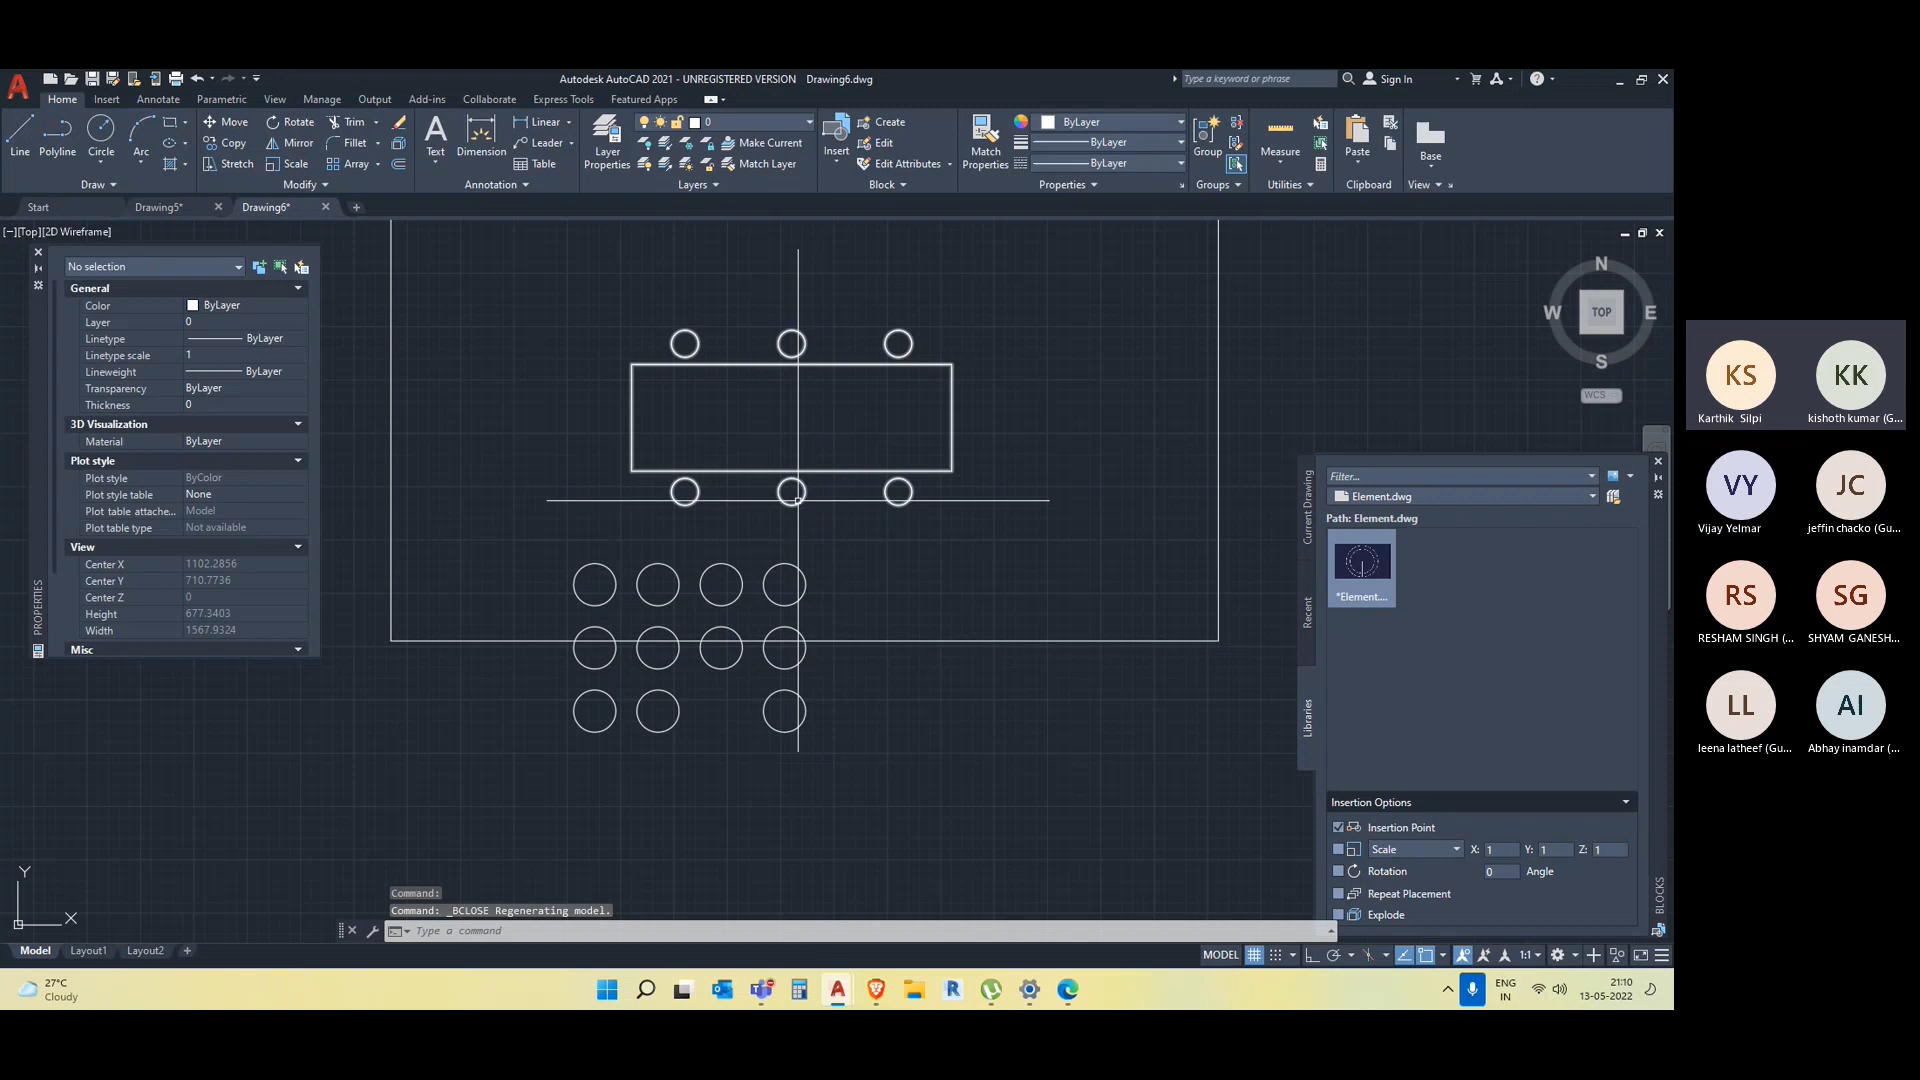 Autodesk AutoCAD 2021 - UNREGISTERED VERSION Drawing6.dwg
Type a keyword or phrase
Sign In
Home Insert Annotate Parametric View Manage Output Add-ins Collaborate Express Tools Featured Apps
Line Polyline Circle Arc
Move Rotate Trim
Copy Mirror Fillet
Stretch Scale Array
Text Dimension
Linear
Leader
Table
Layer Properties
0
Make Current
Match Layer
Insert
Create
Edit
Edit Attributes
Match Properties
ByLayer
ByLayer
ByLayer
Group
Measure
Paste
Base
Draw Modify Annotation Layers Block Properties Groups Utilities Clipboard View
Start Drawing5* Drawing6*
[−][Top][2D Wireframe]
No selection
General
Color ByLayer
Layer 0
Linetype ByLayer
Linetype scale 1
Lineweight ByLayer
Transparency ByLayer
Thickness 0
3D Visualization
Material ByLayer
Plot style
Plot style ByColor
Plot style table None
Plot table attache... Model
Plot table type Not available
View
Center X 1102.2856
Center Y 710.7736
Center Z 0
Height 677.3403
Width 1567.9324
Misc
PROPERTIES
N
W TOP E
S
WCS
Filter...
Element.dwg
Path: Element.dwg
*Element....
Current Drawing
Recent
Libraries
Insertion Options
Insertion Point
Scale X: 1 Y: 1 Z: 1
Rotation 0 Angle
Repeat Placement
Explode
BLOCKS
Y
X
Command:
Command: _BCLOSE Regenerating model.
Type a command
Model Layout1 Layout2
MODEL
1:1
27°C
Cloudy
ENG
IN
21:10
13-05-2022
KS
Karthik Silpi
KK
kishoth kumar (G...
VY
Vijay Yelmar
JC
jeffin chacko (Gu...
RS
RESHAM SINGH (...
SG
SHYAM GANESH...
LL
leena latheef (Gu...
AI
Abhay inamdar (...